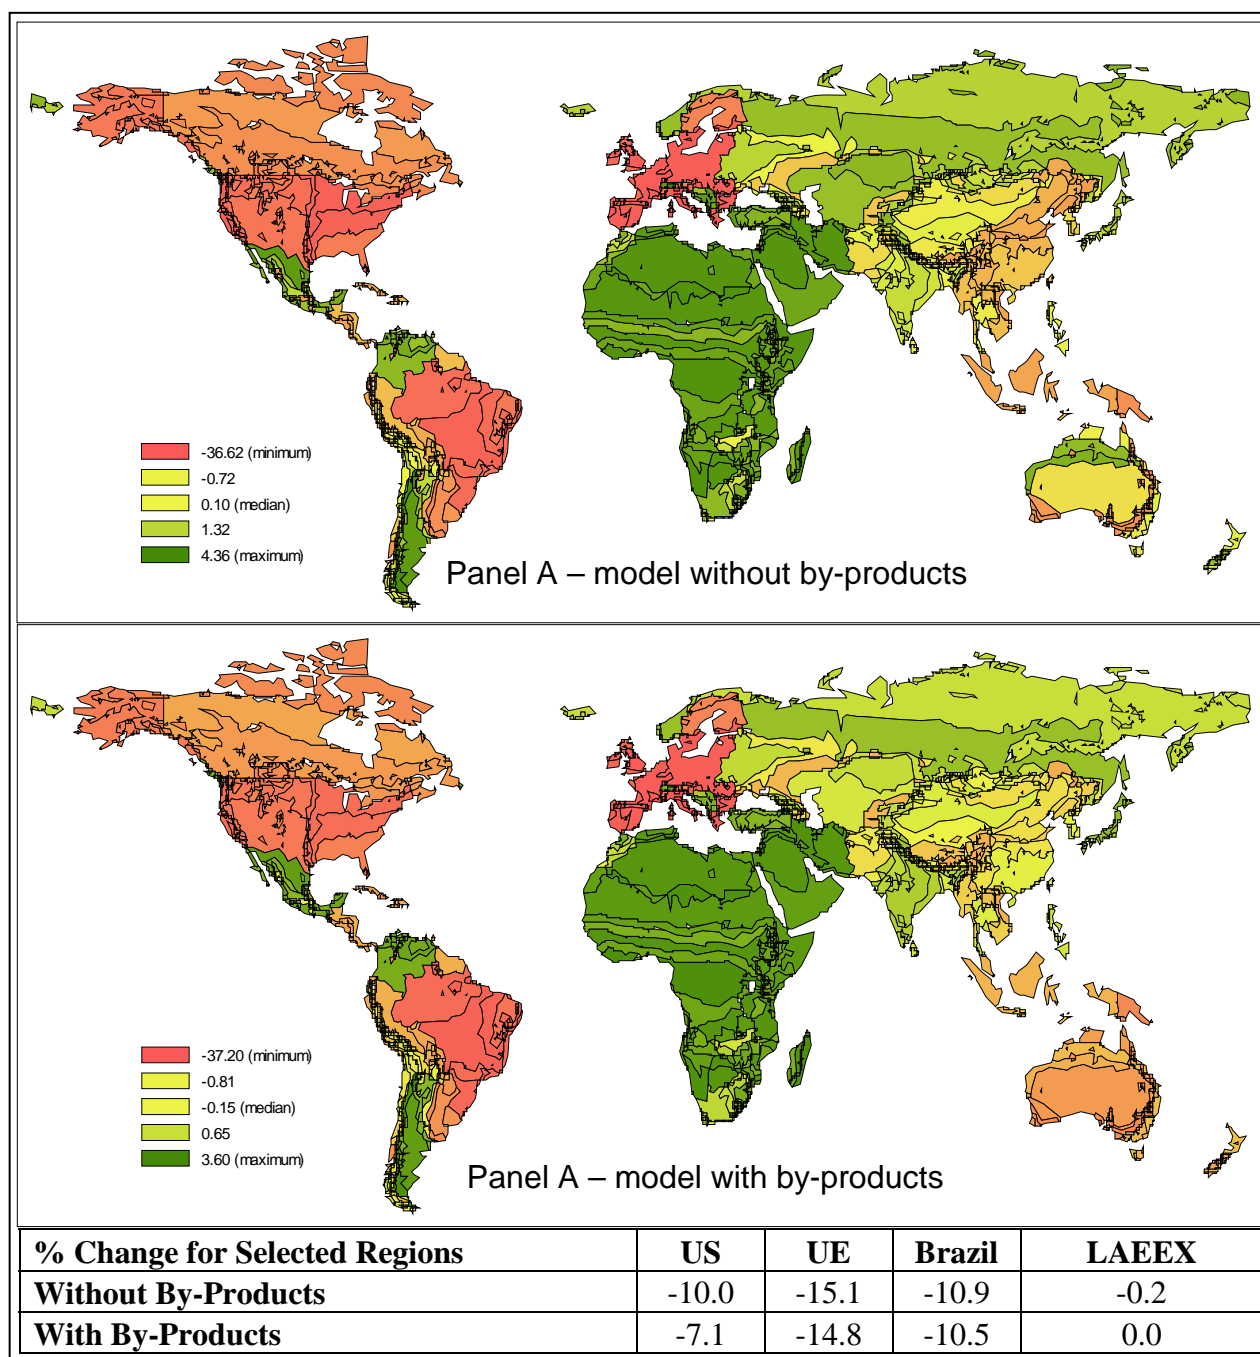 -36.62 (minimum)
-0.72
0.10 (median)
1.32
4.36 (maximum)
Panel A – model without by-products
-37.20 (minimum)
-0.81
-0.15 (median)
0.65
3.60 (maximum)
Panel A – model with by-products
% Change for Selected Regions US UE Brazil LAEEX
Without By-Products -10.0 -15.1 -10.9 -0.2
With By-Products -7.1 -14.8 -10.5 0.0